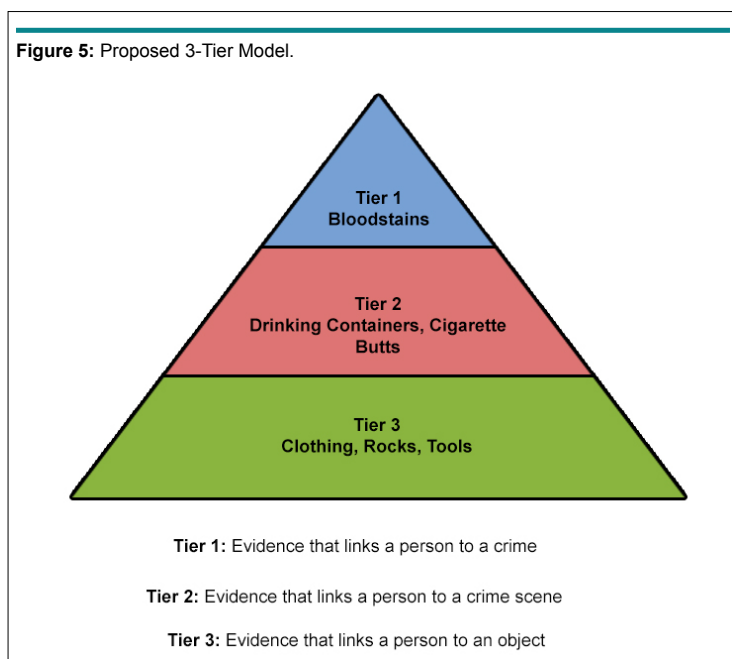 Figure 5: Proposed 3-Tier Model.
Tier 1
Bloodstains
Tier 2
Drinking Containers, Cigarette
Butts
Tier 3
Clothing, Rocks, Tools
Tier 1: Evidence that links a person to a crime
Tier 2: Evidence that links a person to a crime scene
Tier 3: Evidence that links a person to an object